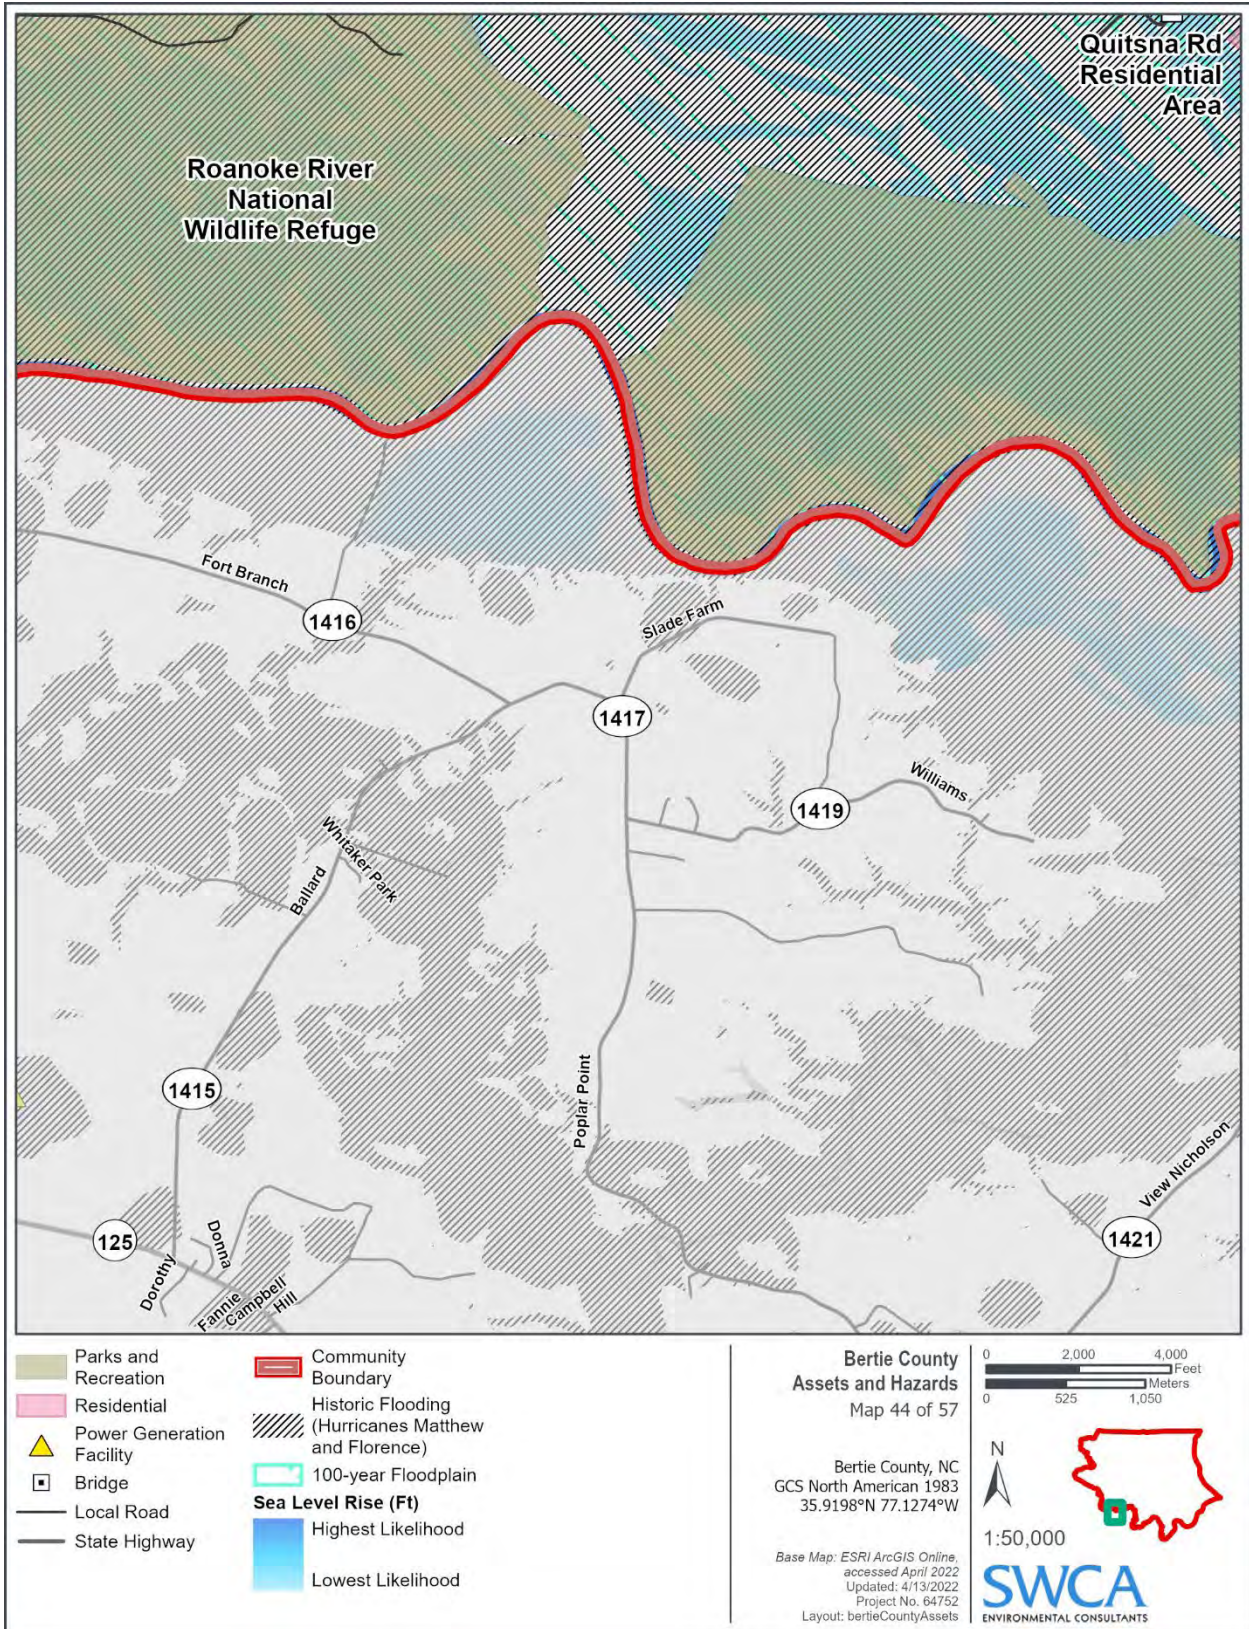 Quitsna Rd
Residential
Area
Roanoke River
National
Wildlife Refuge
Fort Branch
1416
Slade Farm
1417
Williams
1419
Whitaker Park
Ballard
1415
Poplar Point
View Nicholson
1421
125
Donna
Dorothy
Fannie
Campbell
Hill
Parks and
Recreation
Residential
Power Generation
Facility
Bridge
Local Road
State Highway
Community
Boundary
Historic Flooding
(Hurricanes Matthew
and Florence)
100-year Floodplain
Sea Level Rise (Ft)
Highest Likelihood
Lowest Likelihood
Bertie County
Assets and Hazards
Map 44 of 57
Bertie County, NC
GCS North American 1983
35.9198°N 77.1274°W
Base Map: ESRI ArcGIS Online,
accessed April 2022
Updated: 4/13/2022
Project No. 64752
Layout: bertieCountyAssets
0 2,000 4,000
Feet
Meters
0 525 1,050
N
1:50,000
SWCA
ENVIRONMENTAL CONSULTANTS